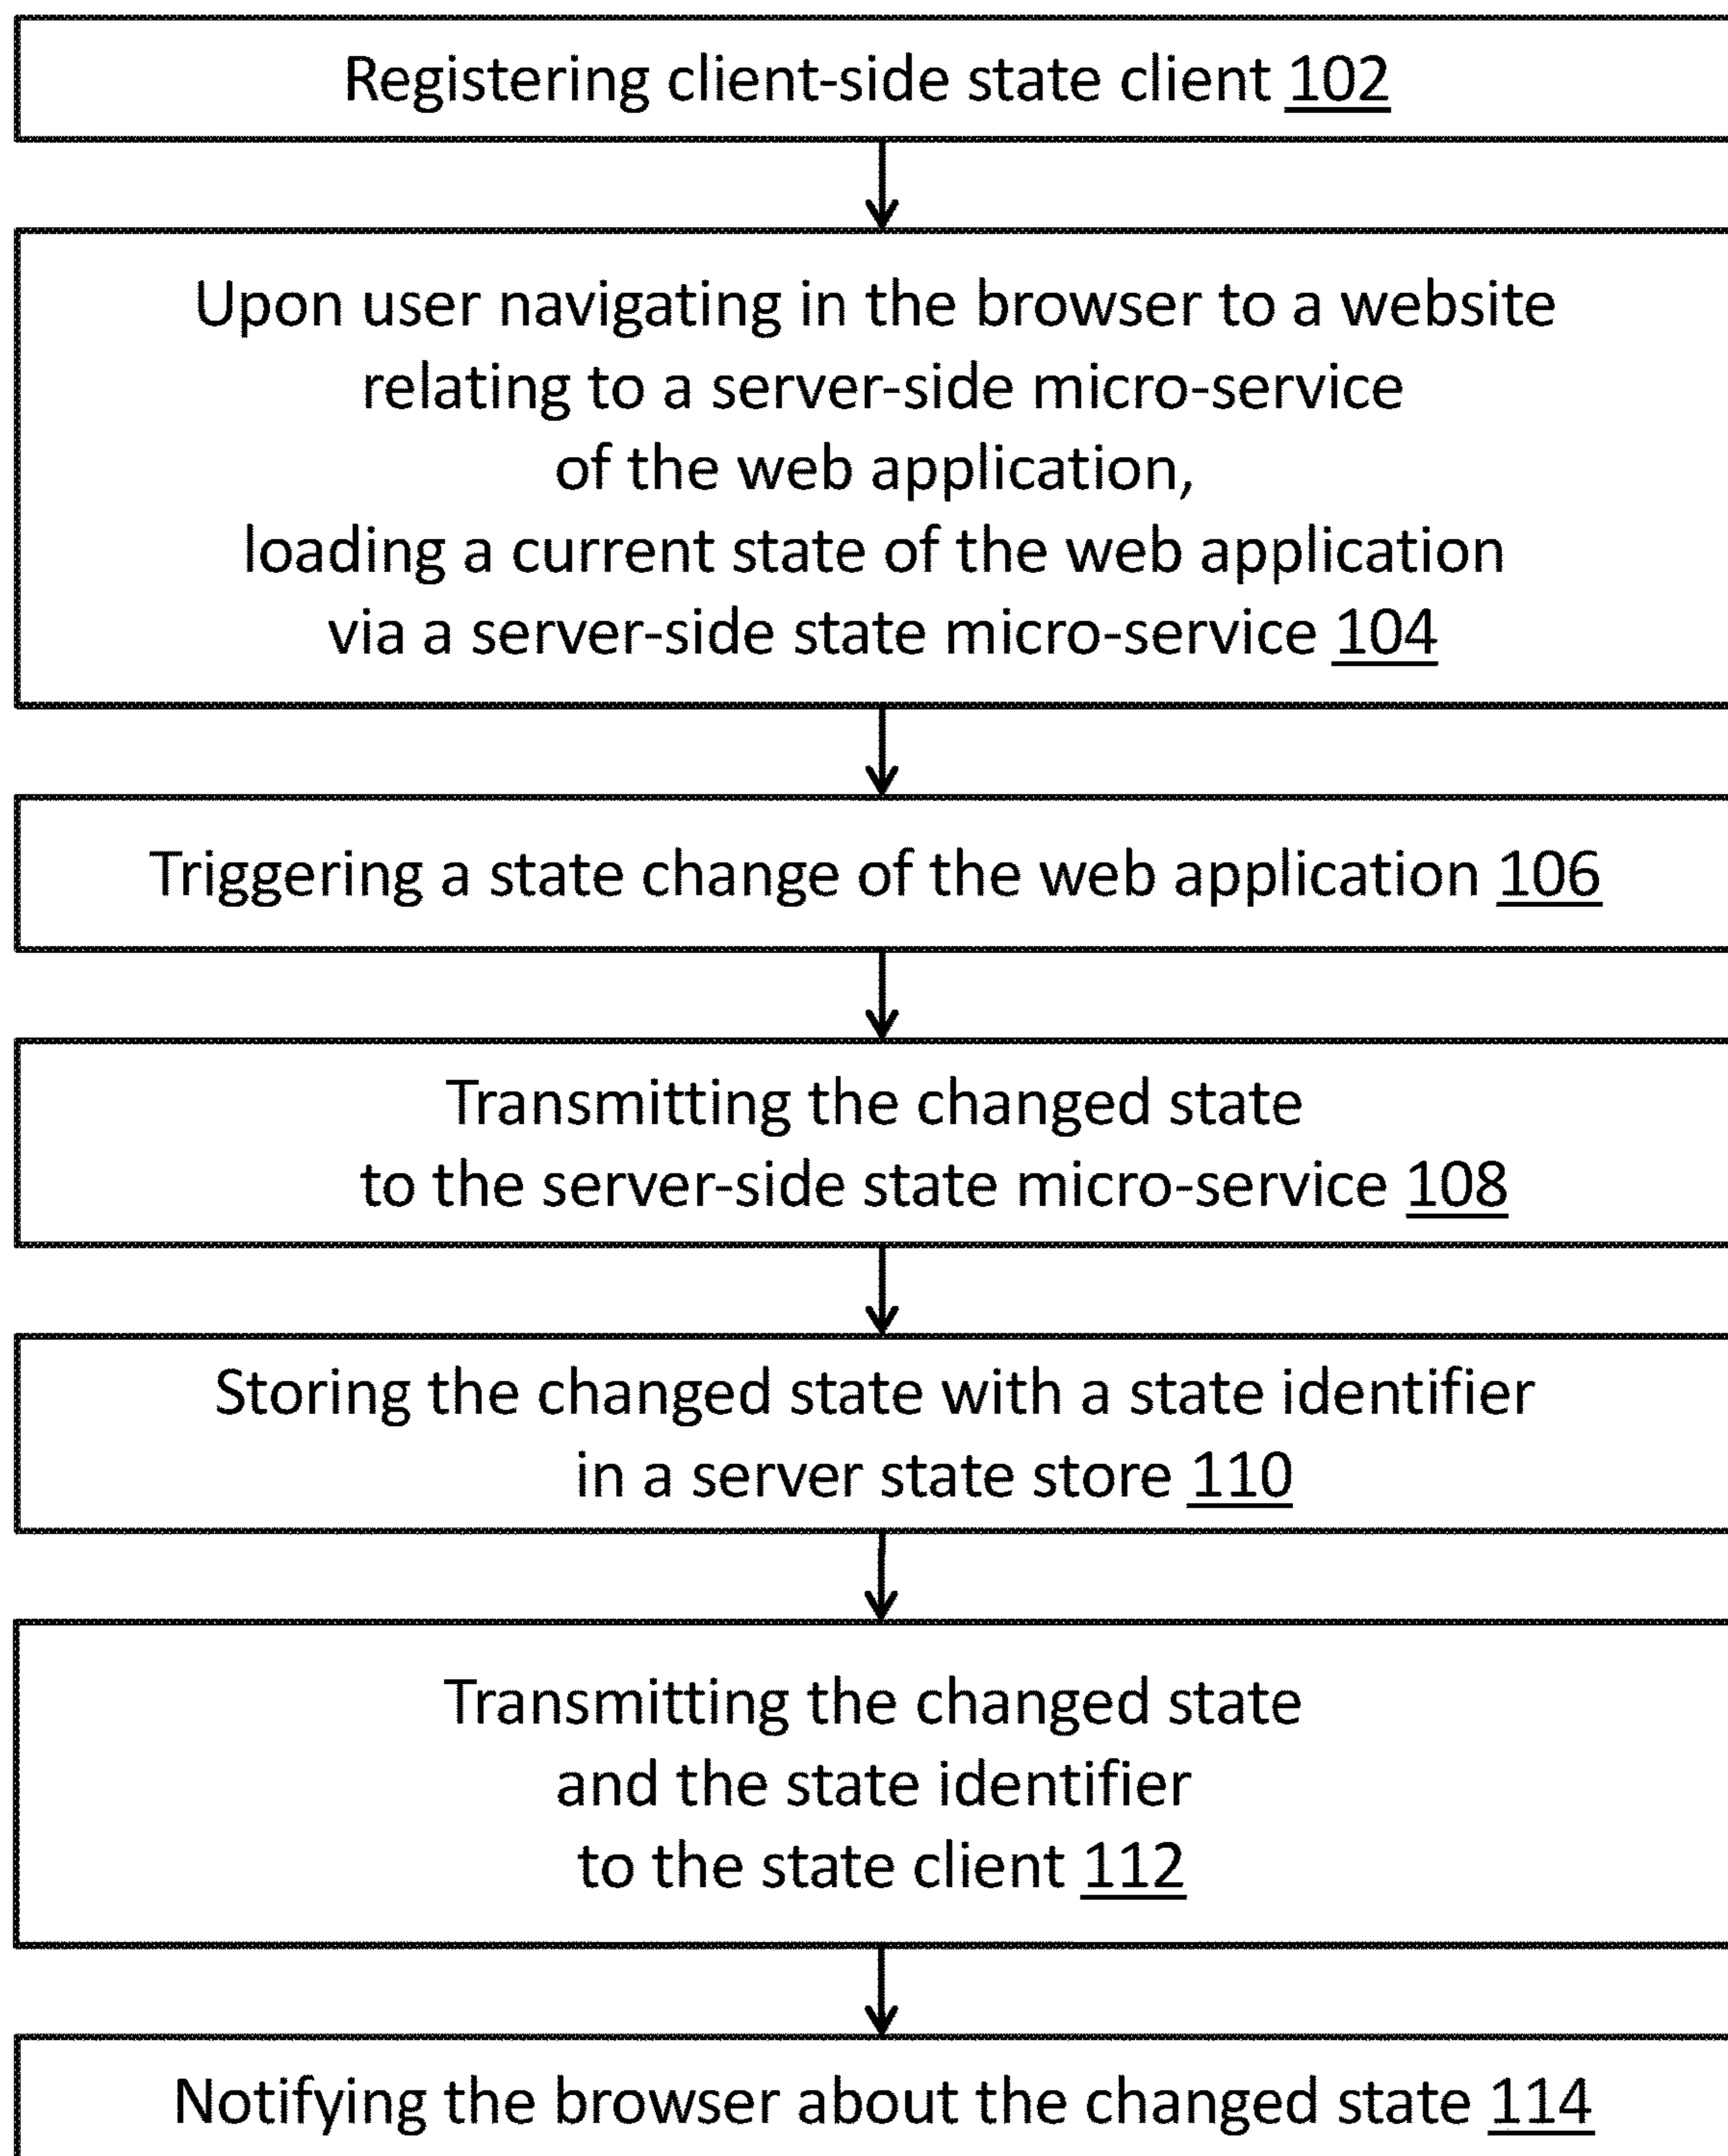 Registering client-side state client 102
Upon user navigating in the browser to a website
relating to a server-side micro-service
of the web application,
loading a current state of the web application
via a server-side state micro-service 104
Triggering a state change of the web application 106
Transmitting the changed state
to the server-side state micro-service 108
Storing the changed state with a state identifier
in a server state store 110
Transmitting the changed state
and the state identifier
to the state client 112
Notifying the browser about the changed state 114